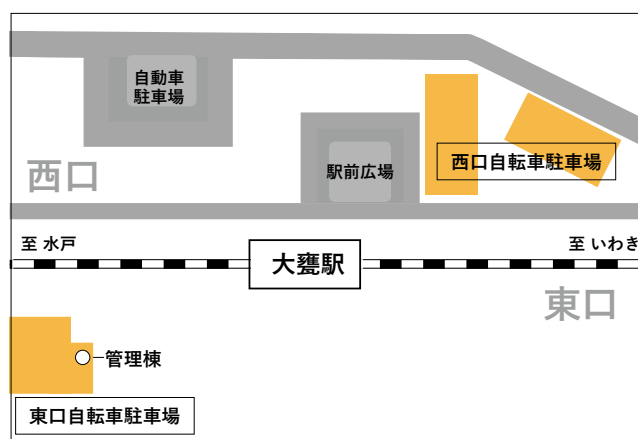 自動車
駐車場
西口
駅前広場
西口自転車駐車場
至 水戸
至 いわき
大甕駅
東口
管理棟
東口自転車駐車場